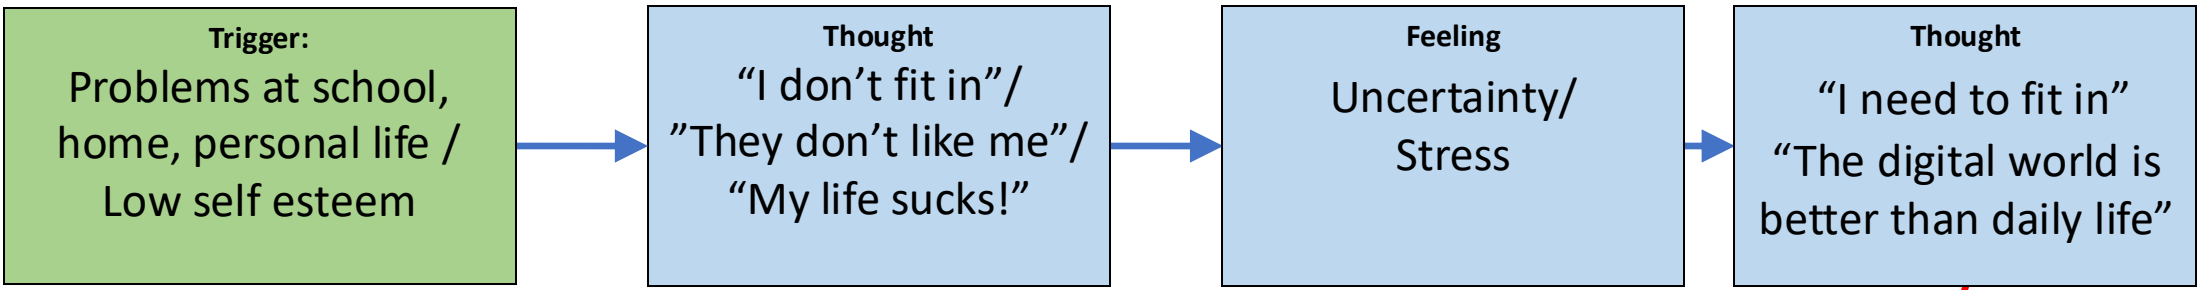 Trigger:
Problems at school,
home, personal life /
Low self esteem
Thought
“I don’t fit in”/
”They don’t like me”/
“My life sucks!”
Feeling
Uncertainty/
Stress
Thought
“I need to fit in”
“The digital world is
better than daily life”